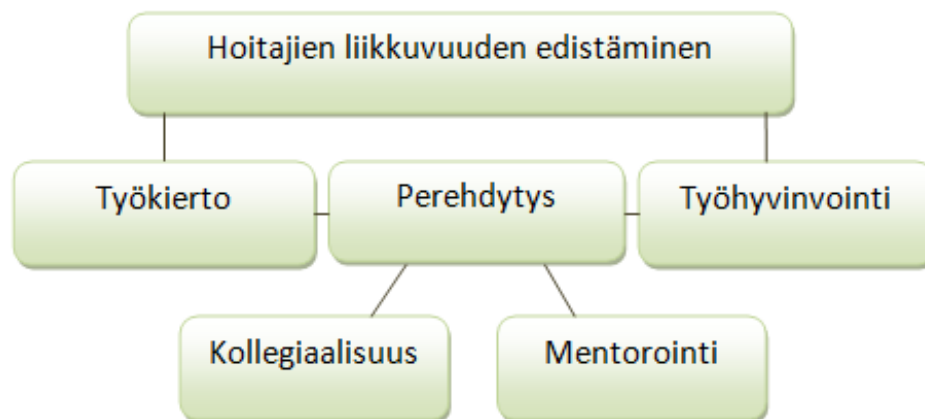 Hoitajien liikkuvuuden edistäminen
Työkierto
Perehdytys
Työhyvinvointi
Kollegiaalisuus
Mentorointi